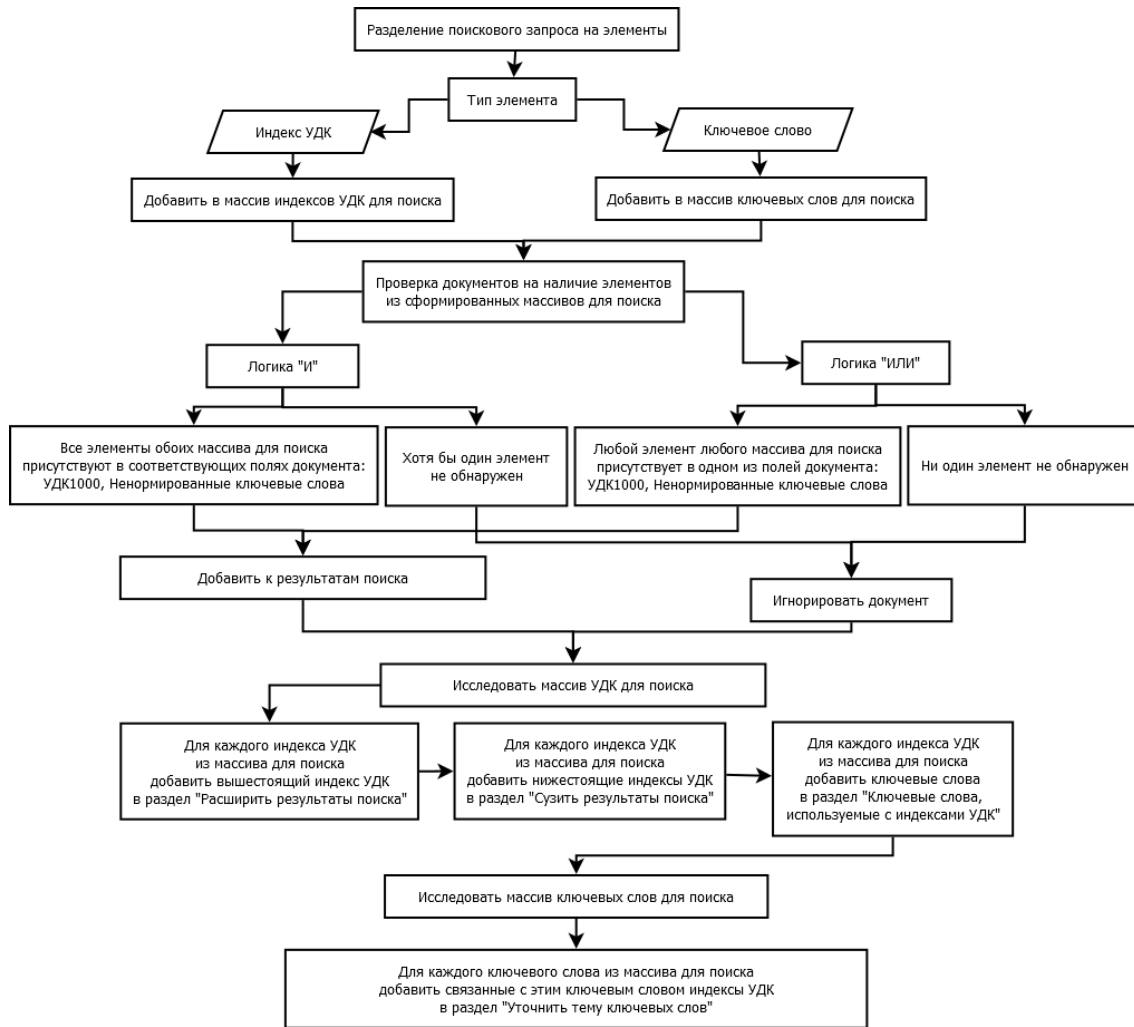 Разделение поискового запроса на элементы
Тип элемента
Индекс УДК
Ключевое слово
Добавить в массив индексов УДК для поиска
Добавить в массив ключевых слов для поиска
Проверка документов на наличие элементов
из сформированных массивов для поиска
Логика "И"
Логика "ИЛИ"
Все элементы обоих массива для поиска
присутствуют в соответствующих полях документа:
УДК1000, Ненормированные ключевые слова
Хотя бы один элемент
не обнаружен
Любой элемент любого массива для поиска
присутствует в одном из полей документа:
УДК1000, Ненормированные ключевые слова
Ни один элемент не обнаружен
Добавить к результатам поиска
Игнорировать документ
Исследовать массив УДК для поиска
Для каждого индекса УДК
из массива для поиска
добавить вышестоящий индекс УДК
в раздел "Расширить результаты поиска"
Для каждого индекса УДК
из массива для поиска
добавить нижестоящие индексы УДК
в раздел "Сузить результаты поиска"
Для каждого индекса УДК
из массива для поиска
добавить ключевые слова
в раздел "Ключевые слова,
используемые с индексами УДК"
Исследовать массив ключевых слов для поиска
Для каждого ключевого слова из массива для поиска
добавить связанные с этим ключевым словом индексы УДК
в раздел "Уточнить тему ключевых слов"